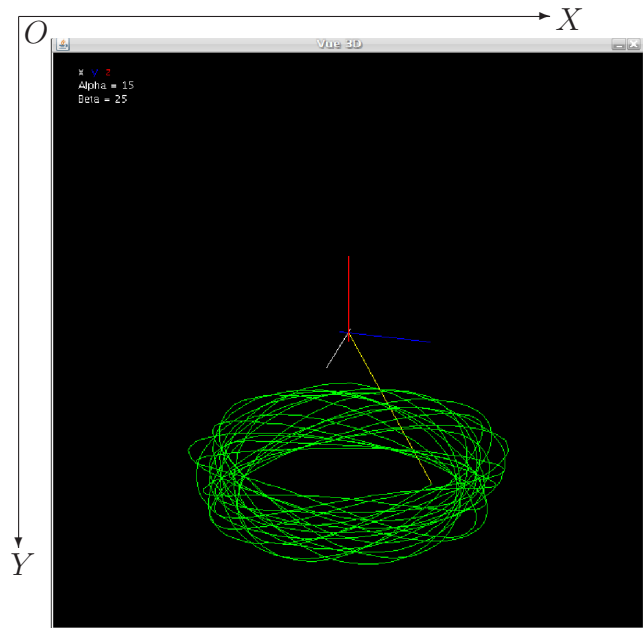 O X
Vue 3D
X Y Z
Alpha = 15
Beta = 25
Y